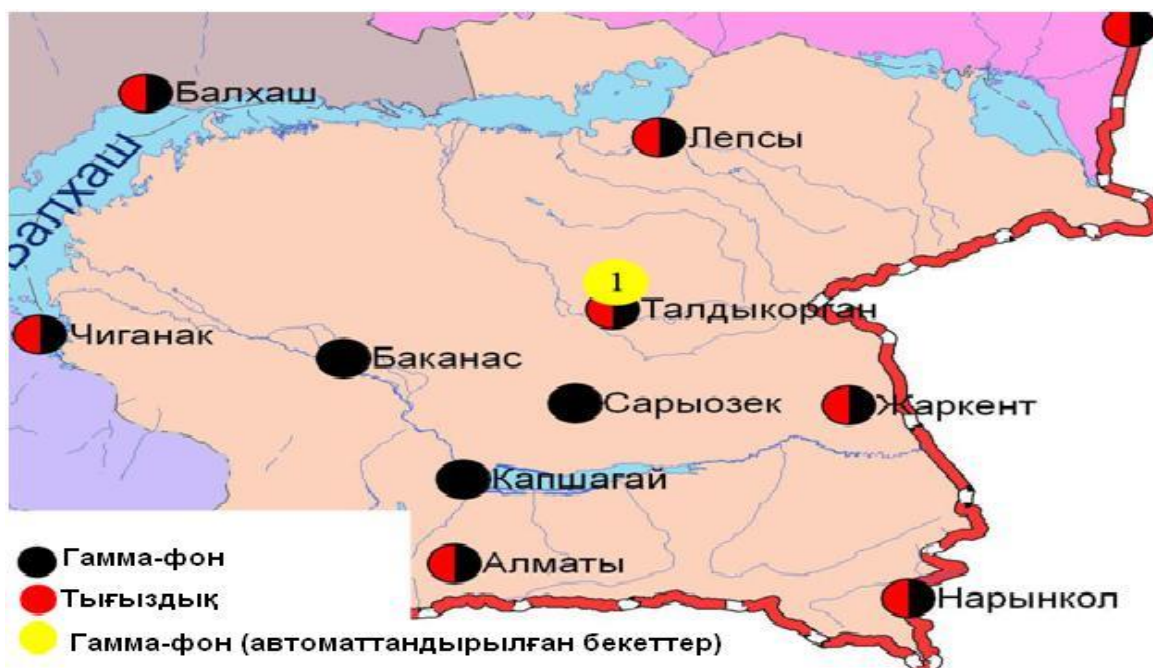 Балхаш
Балхаш
Лепсы
1
Талдыкорган
Чиганак
Баканас
Сарыозек
Жаркент
Капшагай
Алматы
Нарынкол
Гамма-фон
Тығыздық
Гамма-фон (автоматтандырылған бекеттер)